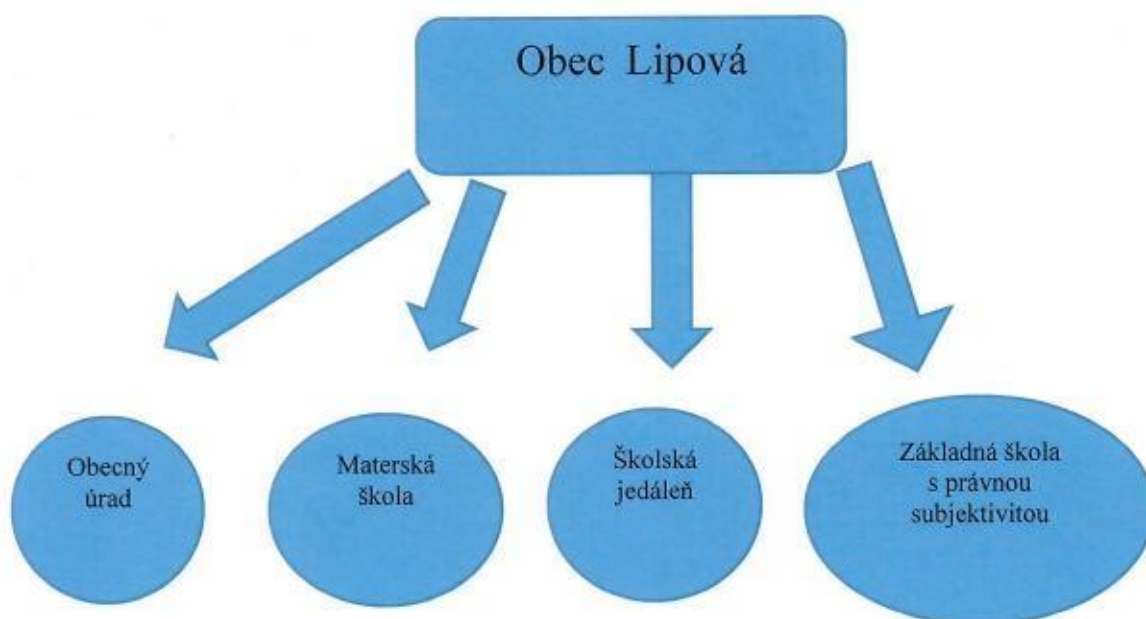 Obec Lipová
Obecný
úrad
Materská
škola
Školská
jedáleň
Základná škola
s právnou
subjektivitou